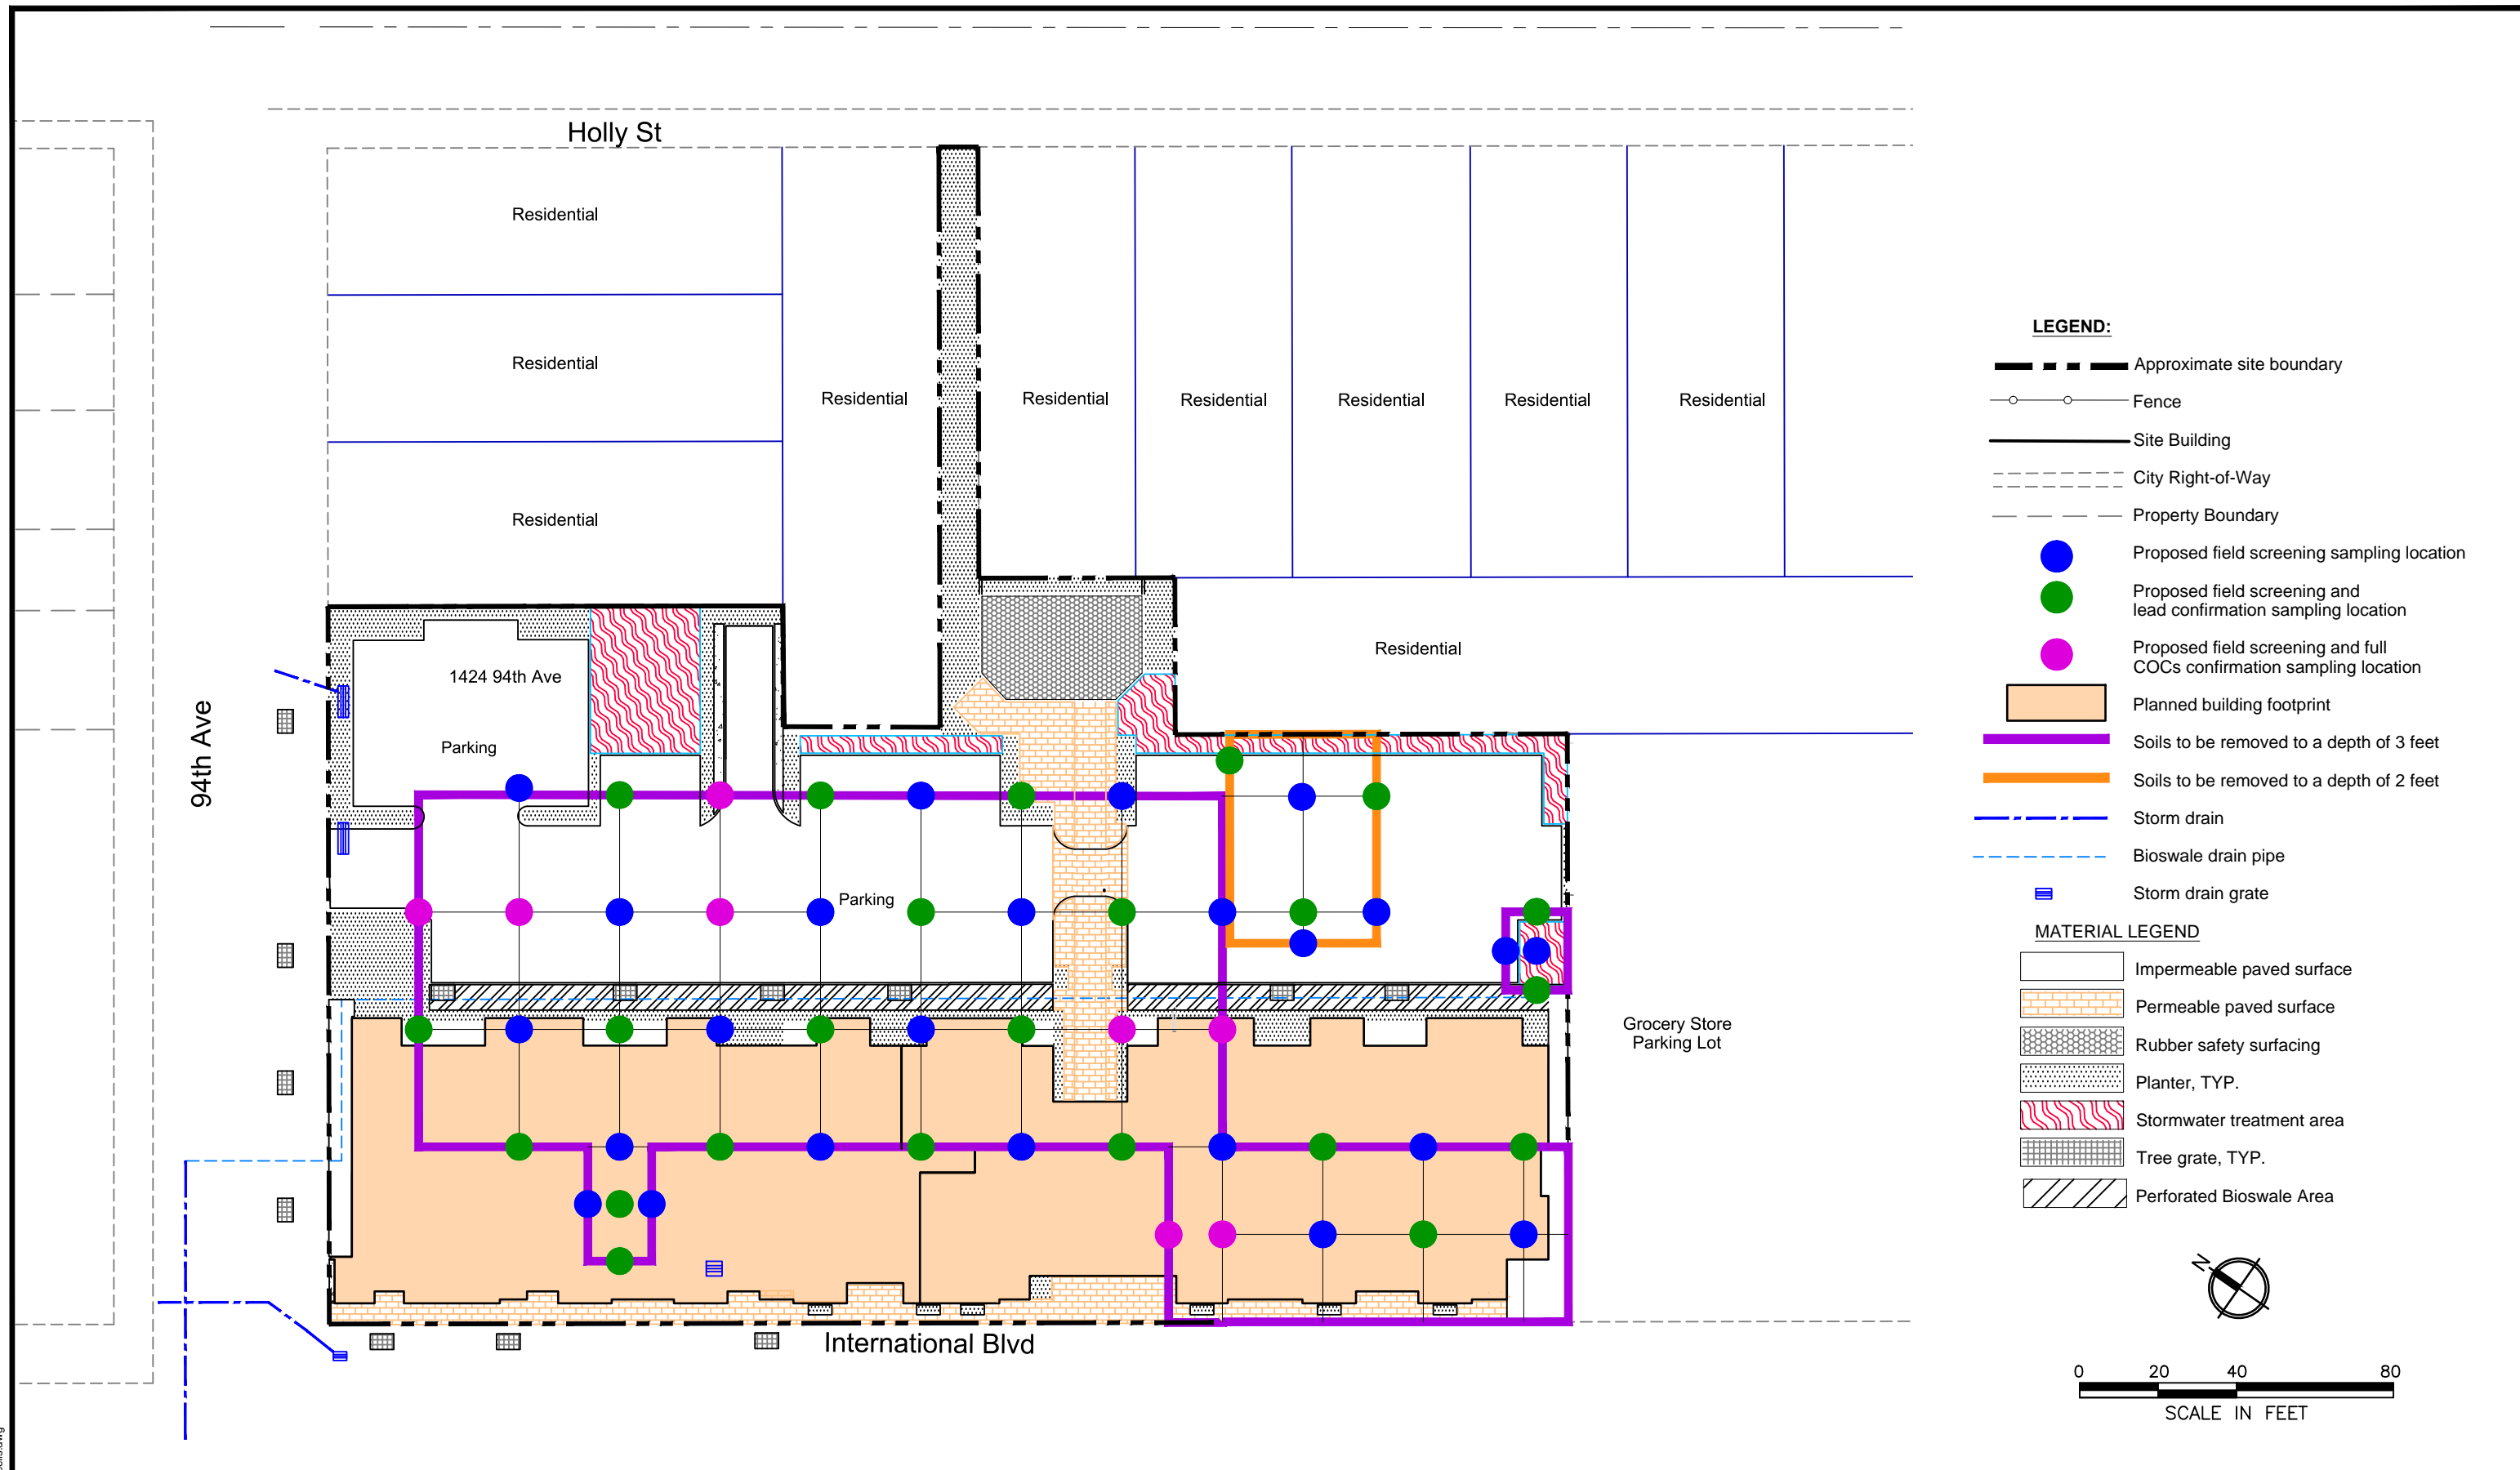 Holly St
Residential
Residential
Residential
Residential
Residential
Residential
Residential
Residential
Residential
Residential
1424 94th Ave
Parking
94th Ave
Parking
Grocery Store
Parking Lot
International Blvd
LEGEND:
Approximate site boundary
Fence
Site Building
City Right-of-Way
Property Boundary
Proposed field screening sampling location
Proposed field screening and
lead confirmation sampling location
Proposed field screening and full
COCs confirmation sampling location
Planned building footprint
Soils to be removed to a depth of 3 feet
Soils to be removed to a depth of 2 feet
Storm drain
Bioswale drain pipe
Storm drain grate
MATERIAL LEGEND
Impermeable paved surface
Permeable paved surface
Rubber safety surfacing
Planter, TYP.
Stormwater treatment area
Tree grate, TYP.
Perforated Bioswale Area
N
0 20 40 80
SCALE IN FEET